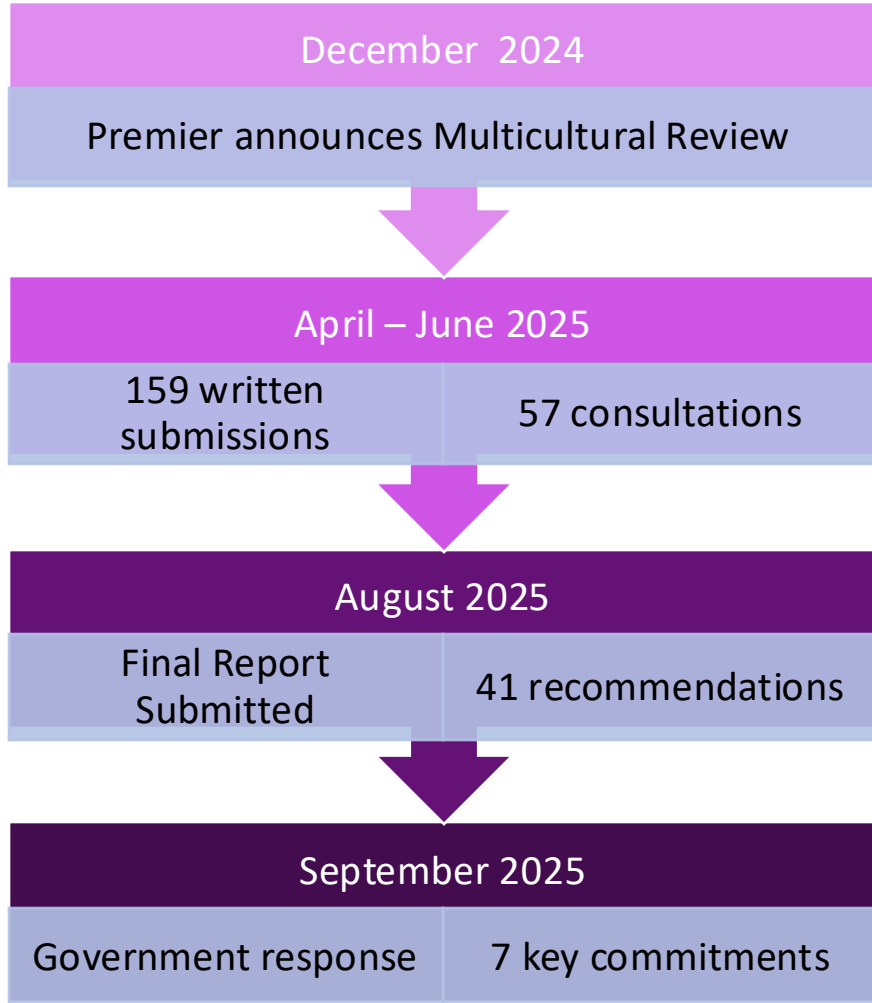 December 2024
Premier announces Multicultural Review
April – June 2025
159 written
submissions
57 consultations
August 2025
Final Report
Submitted
41 recommendations
September 2025
Government response
7 key commitments